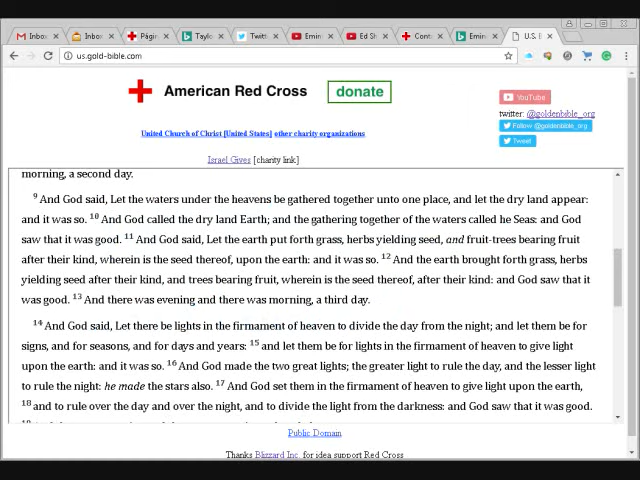 Inbox
Inbox
Págin
Taylo
Twitt
Emin
Ed Sh
Cont
Emin
U.S. B
us.gold-bible.com
American Red Cross
donate
YouTube
twitter: @goldenbible_org
Follow @goldenbible_org
Tweet
United Church of Christ [United States] other charity organizations
Israel Gives [charity link]
morning, a second day.
9 And God said, Let the waters under the heavens be gathered together unto one place, and let the dry land appear:
and it was so. 10 And God called the dry land Earth; and the gathering together of the waters called he Seas: and God
saw that it was good. 11 And God said, Let the earth put forth grass, herbs yielding seed, and fruit-trees bearing fruit
after their kind, wherein is the seed thereof, upon the earth: and it was so. 12 And the earth brought forth grass, herbs
yielding seed after their kind, and trees bearing fruit, wherein is the seed thereof, after their kind: and God saw that it
was good. 13 And there was evening and there was morning, a third day.
14 And God said, Let there be lights in the firmament of heaven to divide the day from the night; and let them be for
signs, and for seasons, and for days and years: 15 and let them be for lights in the firmament of heaven to give light
upon the earth: and it was so. 16 And God made the two great lights; the greater light to rule the day, and the lesser light
to rule the night: he made the stars also. 17 And God set them in the firmament of heaven to give light upon the earth,
18 and to rule over the day and over the night, and to divide the light from the darkness: and God saw that it was good.
Public Domain
Thanks Blizzard Inc. for idea support Red Cross